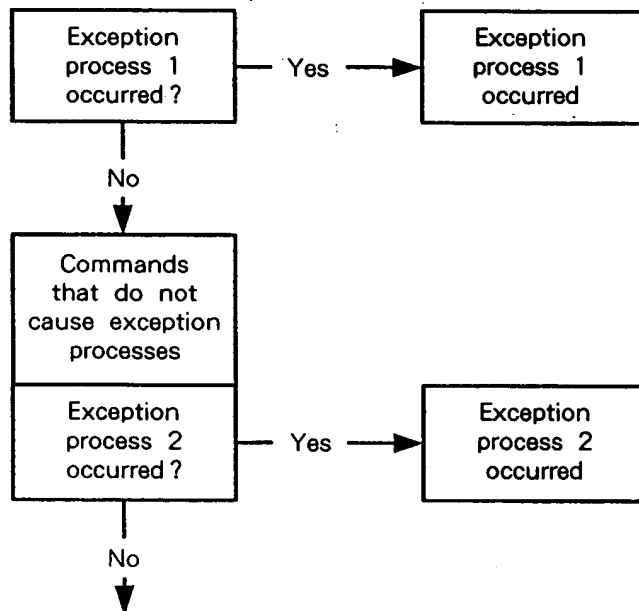 Exception
process 1
occurred?
Yes
Exception
process 1
occurred
No
Commands
that do not
cause exception
processes
Exception
process 2
occurred?
Yes
Exception
process 2
occurred
No